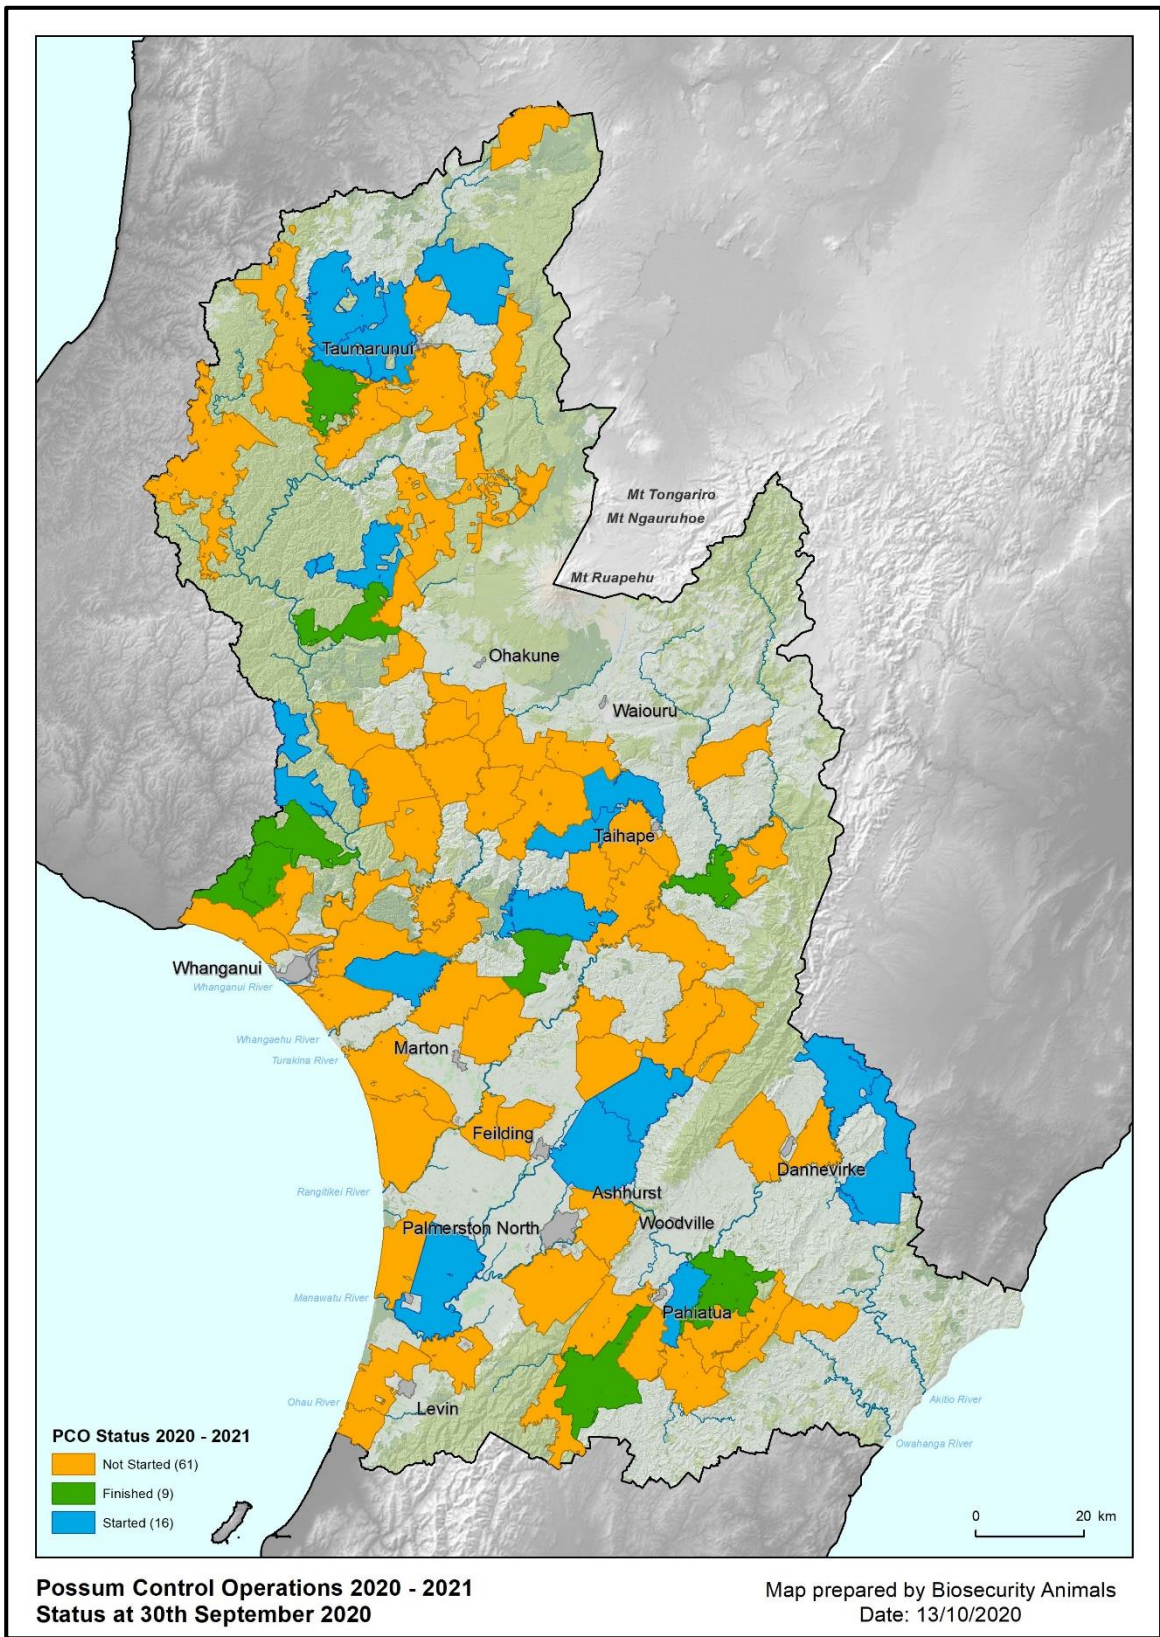 Taumarunui
Mt Tongariro
Mt Ngauruhoe
Mt Ruapehu
Ohakune
Waiouru
Taihape
Whanganui
Whanganui River
Whangaehu River
Turakina River
Marton
Feilding
Dannevirke
Rangitikei River
Ashhurst
Palmerston North
Woodville
Manawatu River
Pahiatua
Ohau River
Levin
Akitio River
Owahanga River
PCO Status 2020 - 2021
Not Started (61)
Finished (9)
Started (16)
0 20 km
Possum Control Operations 2020 - 2021
Status at 30th September 2020
Map prepared by Biosecurity Animals
Date: 13/10/2020